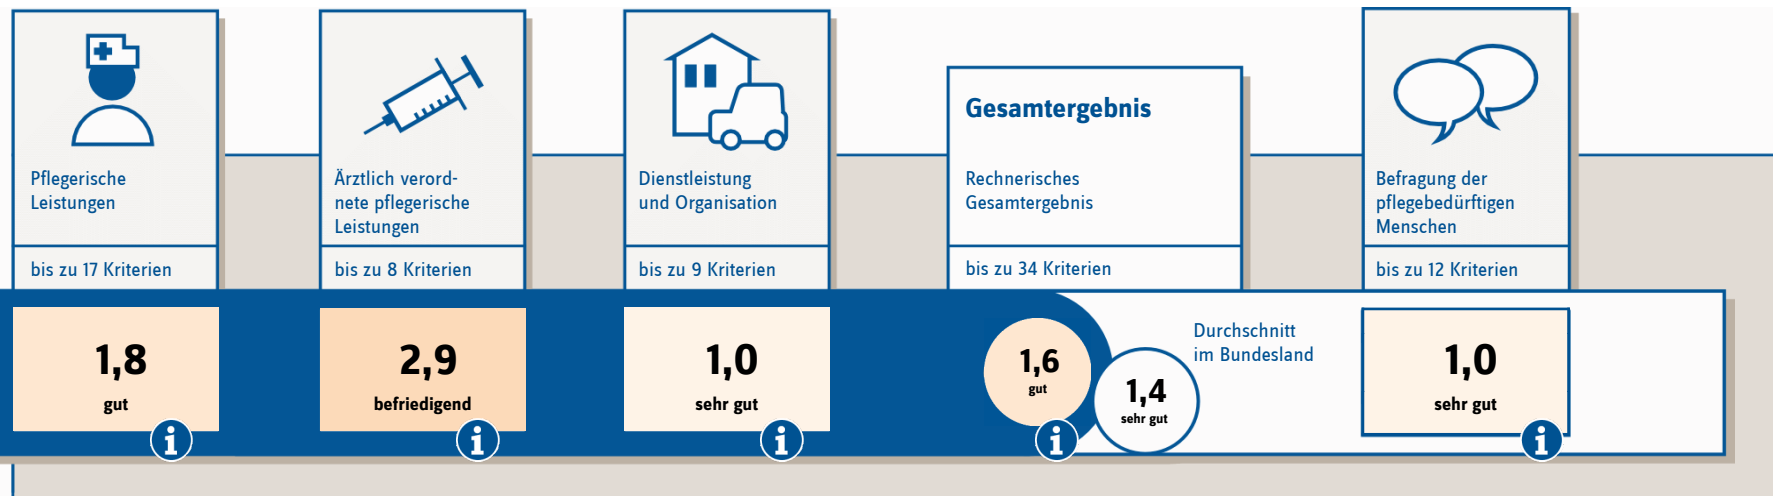 Pflegerische
Leistungen
bis zu 17 Kriterien
1,8
gut
i
Ärztlich verord-
nete pflegerische
Leistungen
bis zu 8 Kriterien
2,9
befriedigend
i
Dienstleistung
und Organisation
bis zu 9 Kriterien
1,0
sehr gut
i
Gesamtergebnis
Rechnerisches
Gesamtergebnis
bis zu 34 Kriterien
1,6
gut
i
Durchschnitt
im Bundesland
1,4
sehr gut
Befragung der
pflegebedürftigen
Menschen
bis zu 12 Kriterien
1,0
sehr gut
i